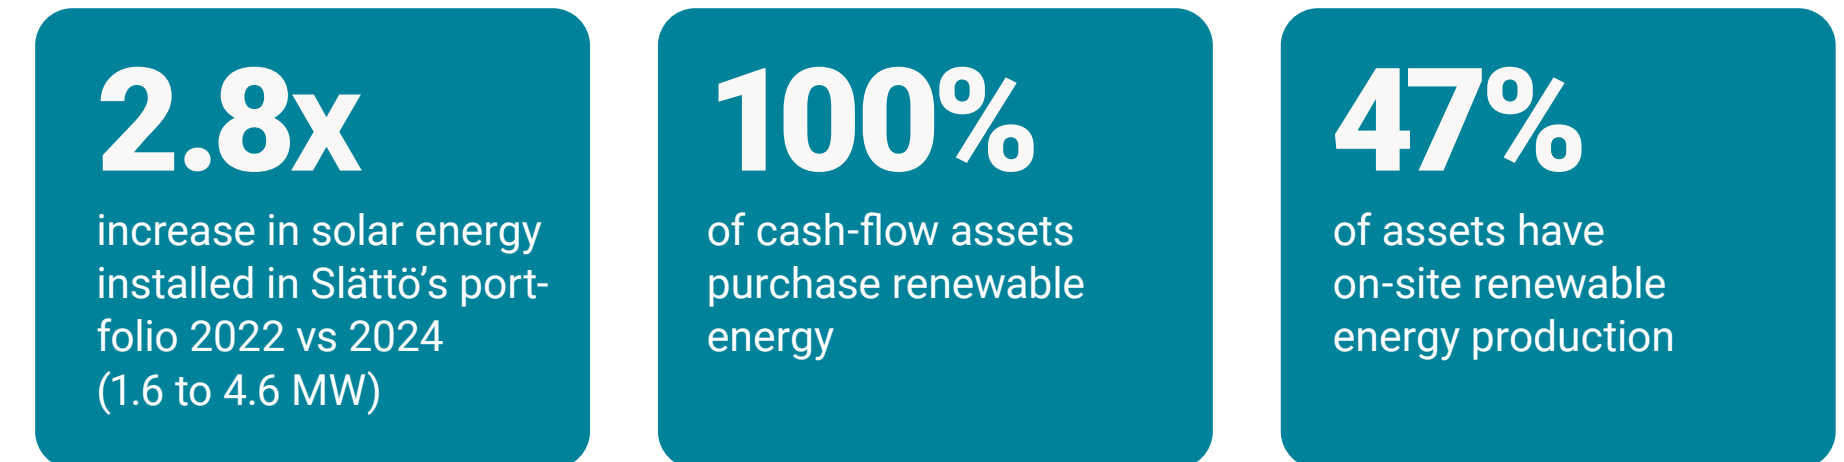 2.8x
increase in solar energy
installed in Slättö’s port-
folio 2022 vs 2024
(1.6 to 4.6 MW)
100%
of cash-flow assets
purchase renewable
energy
47%
of assets have
on-site renewable
energy production